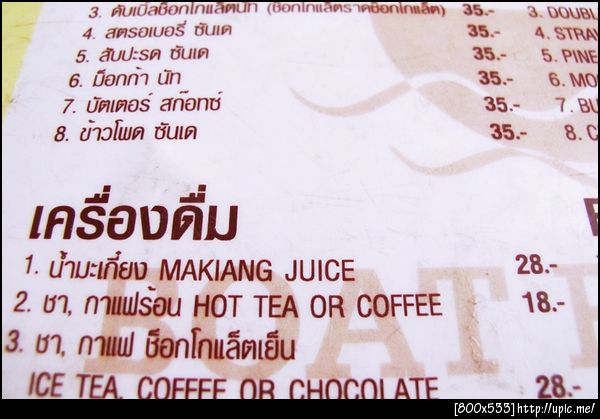 3. ดับเบิ้ลช็อกโกแล็ตนัท (ช็อกโกแล็ตราดช็อกโกแล็ต) 35.- 3. DOUBL
4. สตรอเบอรี่ ซันเด 35.- 4. STRA
5. สับปะรด ซันเด 35.- 5. PINE
6. ม็อกก้า นัท 35.- 6. MO
7. บัตเตอร์ สก๊อทซ์ 35.- 7. BU
8. ข้าวโพด ซันเด 35.- 8. C
เครื่องดื่ม
1. น้ำมะเกี๋ยง MAKIANG JUICE 28.-
2. ชา, กาแฟร้อน HOT TEA OR COFFEE 18.-
3. ชา, กาแฟ ช็อกโกแล็ตเย็น
ICE TEA, COFFEE OR CHOCOLATE 28.-
BOAT
[800x533]http://upic.me/